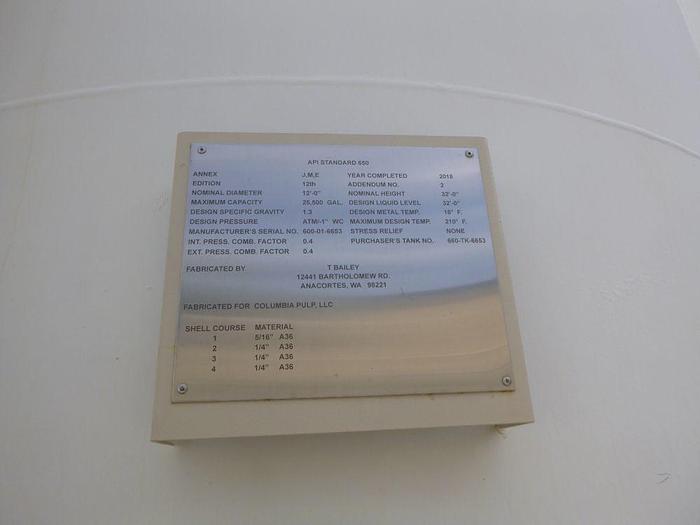 API STANDARD 650
ANNEX J,M,E YEAR COMPLETED 2018
EDITION 12th ADDENDUM NO. 2
NOMINAL DIAMETER 12'-0" NOMINAL HEIGHT 32'-0"
MAXIMUM CAPACITY 25,500 GAL. DESIGN LIQUID LEVEL 32'-0"
DESIGN SPECIFIC GRAVITY 1.3 DESIGN METAL TEMP. 18° F.
DESIGN PRESSURE ATM/-1" WC MAXIMUM DESIGN TEMP. 210° F.
MANUFACTURER'S SERIAL NO. 600-01-6653 STRESS RELIEF NONE
INT. PRESS. COMB. FACTOR 0.4 PURCHASER'S TANK NO. 660-TK-6653
EXT. PRESS. COMB. FACTOR 0.4
FABRICATED BY T BAILEY
12441 BARTHOLOMEW RD.
ANACORTES, WA 98221
FABRICATED FOR COLUMBIA PULP, LLC
SHELL COURSE MATERIAL
1 5/16" A36
2 1/4" A36
3 1/4" A36
4 1/4" A36